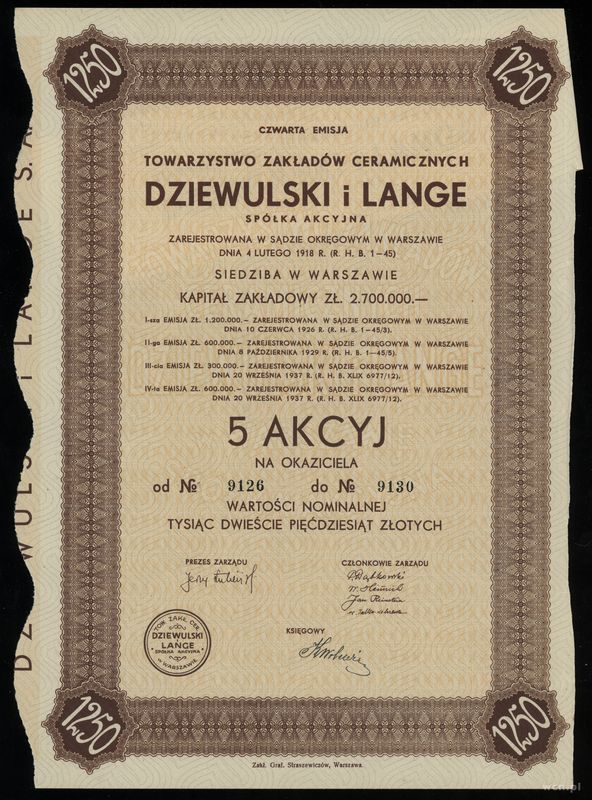 1250
1250
CZWARTA EMISJA
TOWARZYSTWO ZAKŁADÓW CERAMICZNYCH
DZIEWULSKI i LANGE
SPÓŁKA AKCYJNA
ZAREJESTROWANA W SĄDZIE OKRĘGOWYM W WARSZAWIE
DNIA 4 LUTEGO 1918 R. (R. H. B. 1-45)
SIEDZIBA W WARSZAWIE
KAPITAŁ ZAKŁADOWY ZŁ. 2.700.000.—
I-sza EMISJA ZŁ. 1.200.000.— ZAREJESTROWANA W SĄDZIE OKRĘGOWYM W WARSZAWIE
DNIA 10 CZERWCA 1926 R. (R. H. B. 1-45/3).
II-ga EMISJA ZŁ. 600.000.— ZAREJESTROWANA W SĄDZIE OKRĘGOWYM W WARSZAWIE
DNIA 8 PAŹDZIERNIKA 1929 R. (R. H. B. 1—45/5).
III-cia EMISJA ZŁ. 300.000.— ZAREJESTROWANA W SĄDZIE OKRĘGOWYM W WARSZAWIE
DNIA 20 WRZEŚNIA 1937 R. (R. H. B. XLIX 6977/12).
IV-ta EMISJA ZŁ. 600.000.— ZAREJESTROWANA W SĄDZIE OKRĘGOWYM W WARSZAWIE
DNIA 20 WRZEŚNIA 1937 R. (R. H. B. XLIX 6977/12).
5 AKCYJ
NA OKAZICIELA
od № 9126 do № 9130
WARTOŚCI NOMINALNEJ
TYSIĄC DWIEŚCIE PIĘĆDZIESIĄT ZŁOTYCH
PREZES ZARZĄDU
CZŁONKOWIE ZARZĄDU
KSIĘGOWY
TOW. ZAKŁ. CER.
DZIEWULSKI
i
LANGE
SPÓŁKA AKCYJNA
W WARSZAWIE
1250
1250
Zakł. Graf. Straszewiczów, Warszawa.
wcn.pl